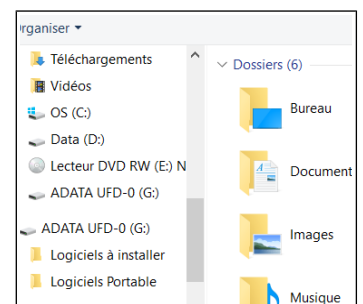 Organiser
Téléchargements
Vidéos
OS (C:)
Data (D:)
Lecteur DVD RW (E:) N
ADATA UFD-0 (G:)
ADATA UFD-0 (G:)
Logiciels à installer
Logiciels Portable
Dossiers (6)
Bureau
Document
Images
Musique